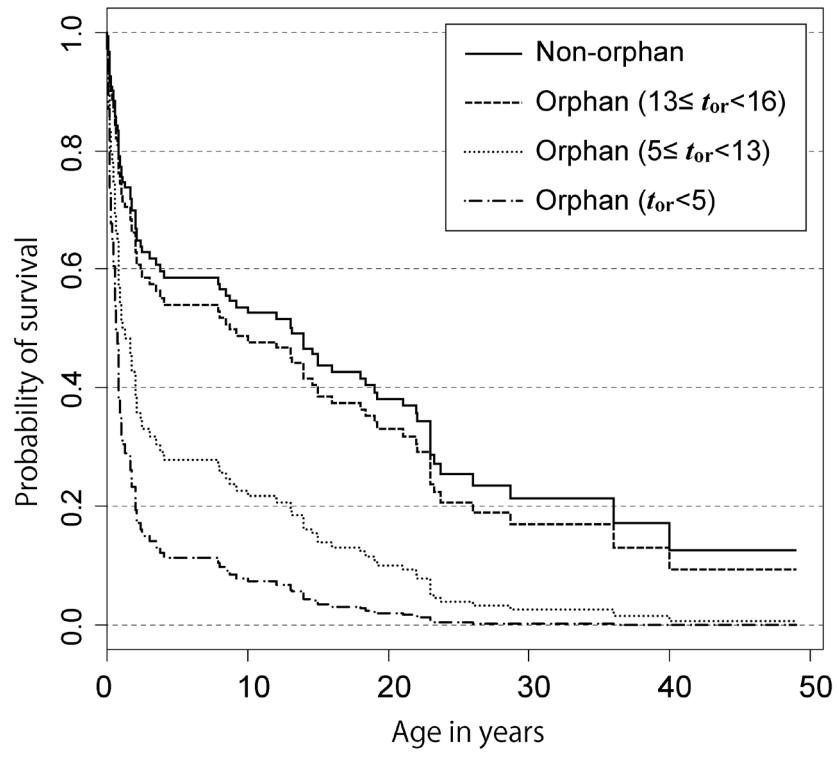 Non-orphan
Orphan (13≤ tor<16)
Orphan (5≤ tor<13)
Orphan (tor<5)
Probability of survival
1.0
0.8
0.6
0.4
0.2
0.0
0 10 20 30 40 50
Age in years